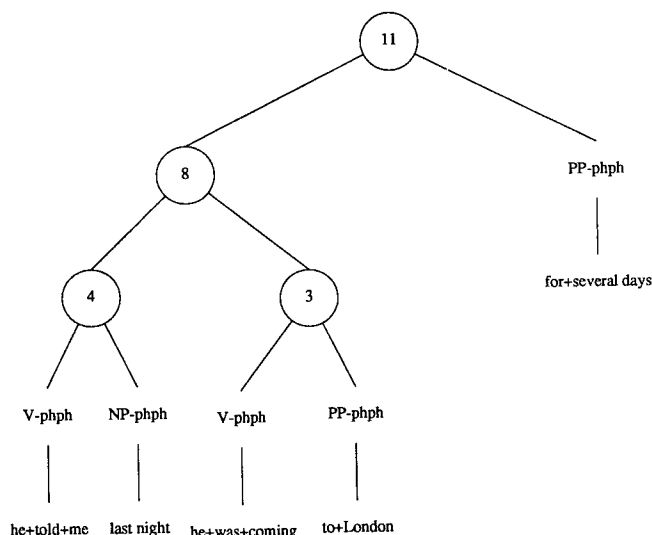 11
8
PP-phph
for+several days
4
3
V-phph NP-phph V-phph PP-phph
he+told+me last night he+was+coming to+London